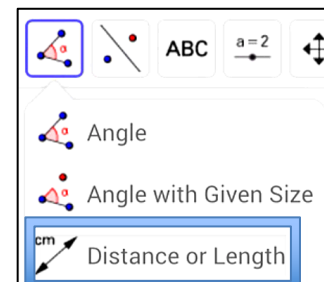 α ABC a = 2
α Angle
α Angle with Given Size
cm Distance or Length